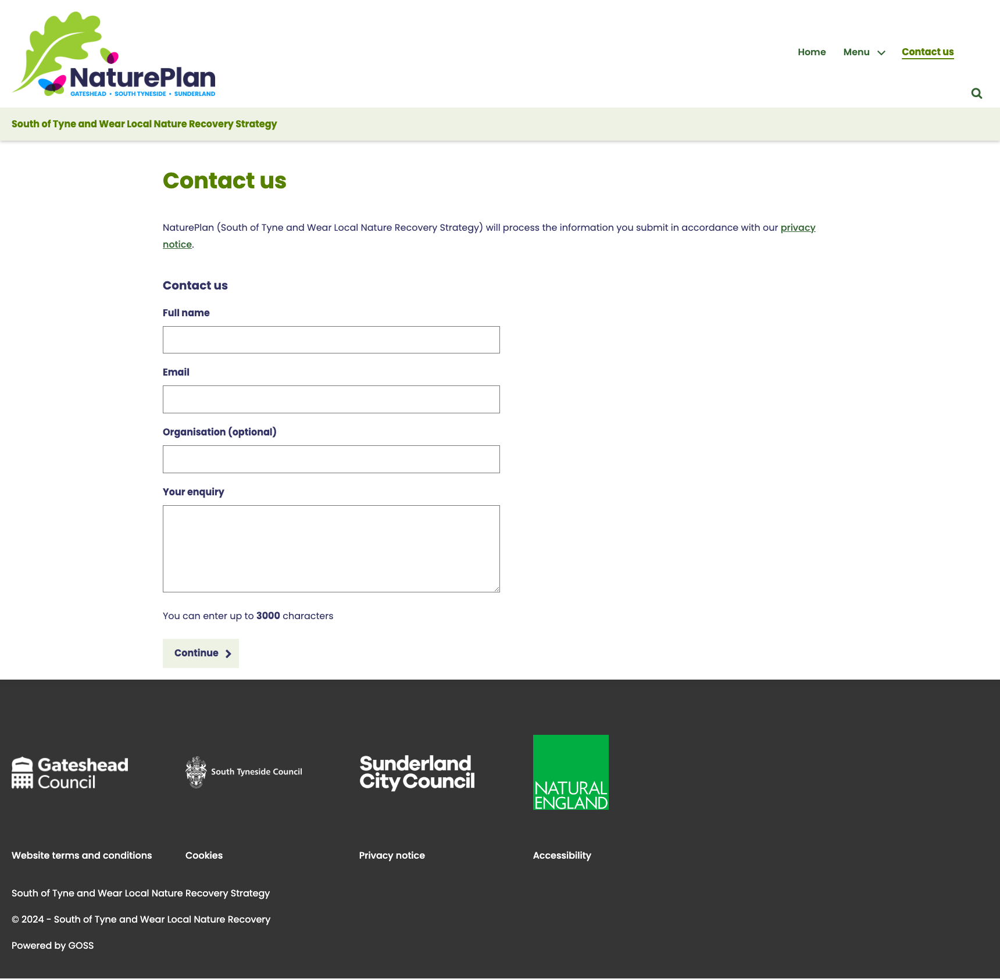 NaturePlan
GATESHEAD • SOUTH TYNESIDE • SUNDERLAND
Home
Menu
Contact us
South of Tyne and Wear Local Nature Recovery Strategy
Contact us
NaturePlan (South of Tyne and Wear Local Nature Recovery Strategy) will process the information you submit in accordance with our privacy
notice.
Contact us
Full name
Email
Organisation (optional)
Your enquiry
You can enter up to 3000 characters
Continue
Gateshead
Council
South Tyneside Council
Sunderland
City Council
NATURAL
ENGLAND
Website terms and conditions
Cookies
Privacy notice
Accessibility
South of Tyne and Wear Local Nature Recovery Strategy
© 2024 - South of Tyne and Wear Local Nature Recovery
Powered by GOSS